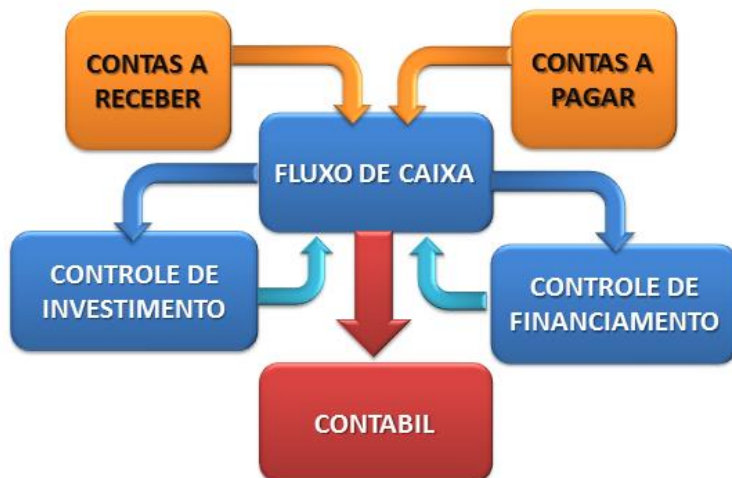 CONTAS A
RECEBER
CONTAS A
PAGAR
FLUXO DE CAIXA
CONTROLE DE
INVESTIMENTO
CONTROLE DE
FINANCIAMENTO
CONTABIL